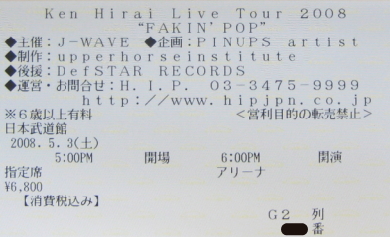 Ken Hirai Live Tour 2008
"FAKIN' POP"
◆主催：J-WAVE ◆企画：PINUPS artist
◆制作：upperhorseinstitute
◆後援：DefSTAR RECORDS
◆運営・お問合せ：H.I.P. 03-3475-9999
http://www.hipjpn.co.jp
※6歳以上有料 <営利目的の転売禁止>
日本武道館
2008.5.3(土)
5:00PM 開場 6:00PM 開演
指定席 アリーナ
¥6,800
【消費税込み】
G2 列
番